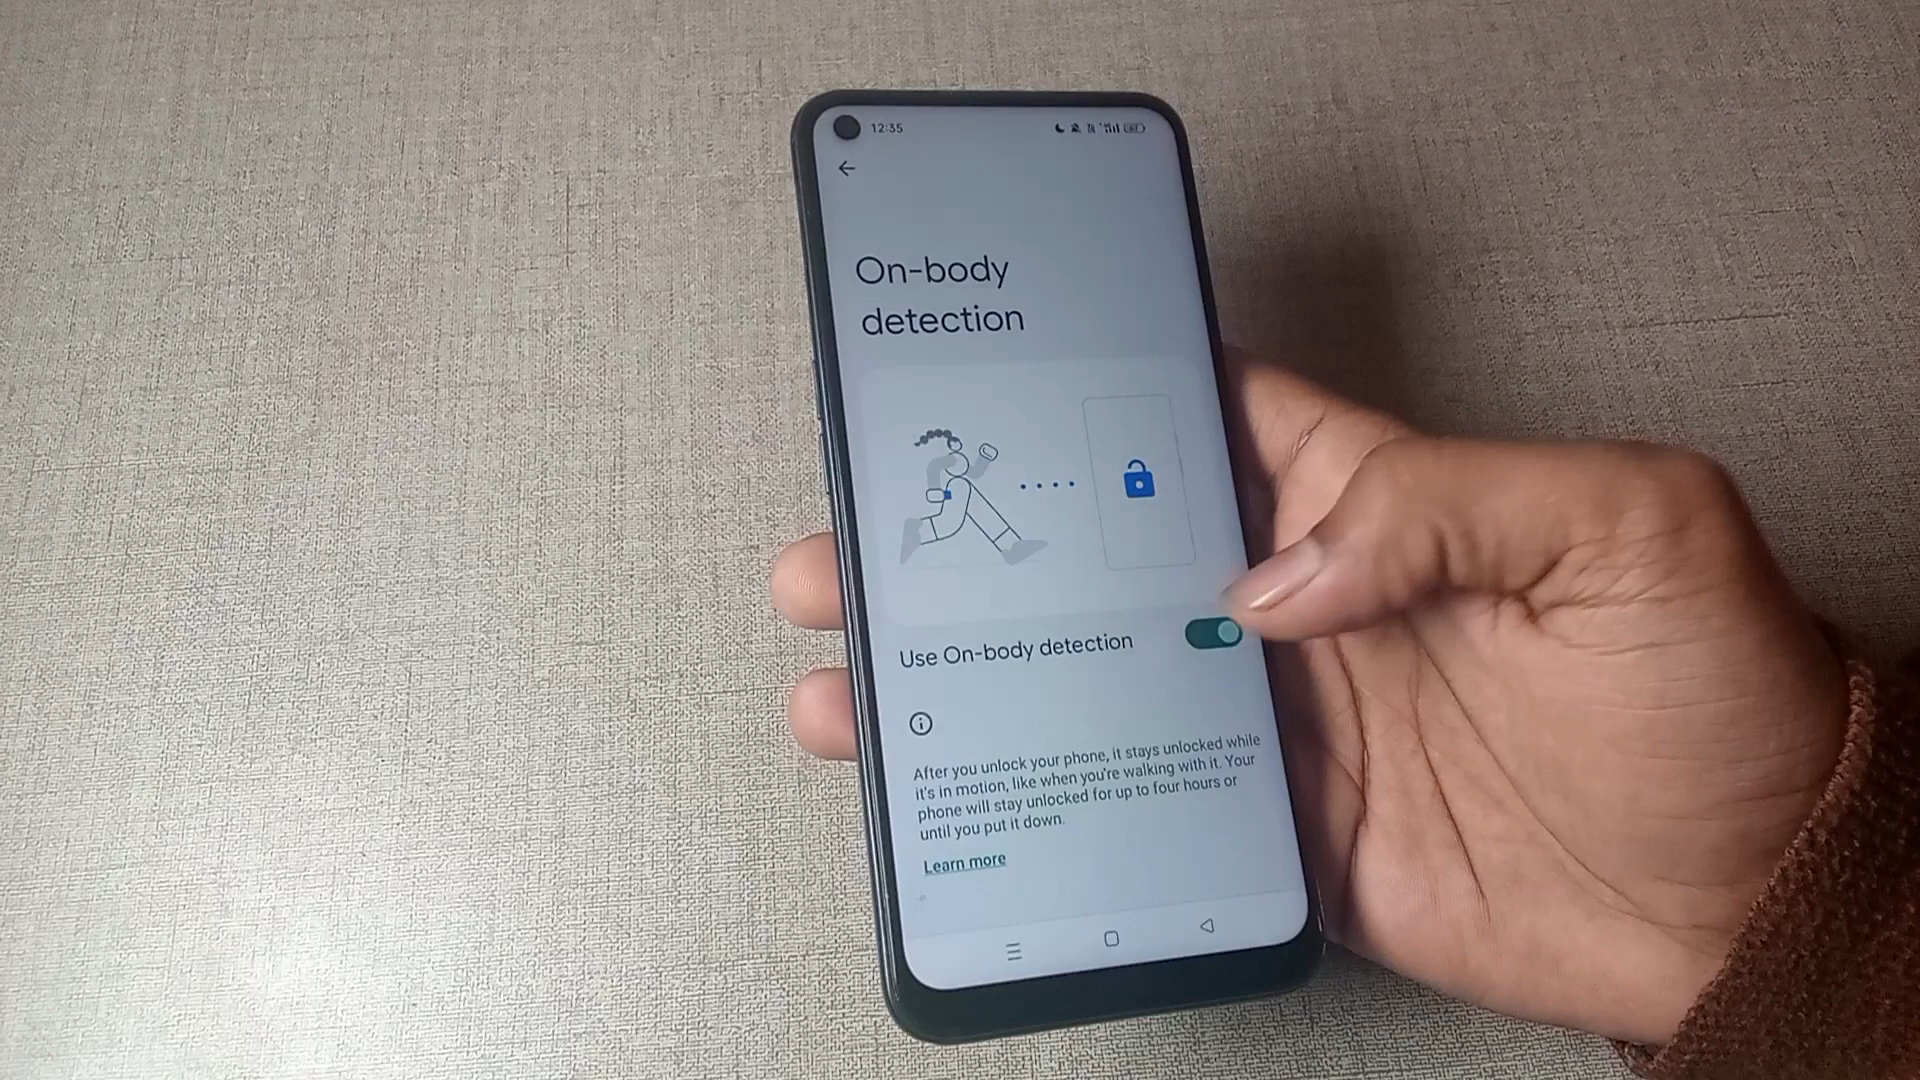 12:35
On-body
detection
Use On-body detection
After you unlock your phone, it stays unlocked while
it's in motion, like when you're walking with it. Your
phone will stay unlocked for up to four hours or
until you put it down.
Learn more